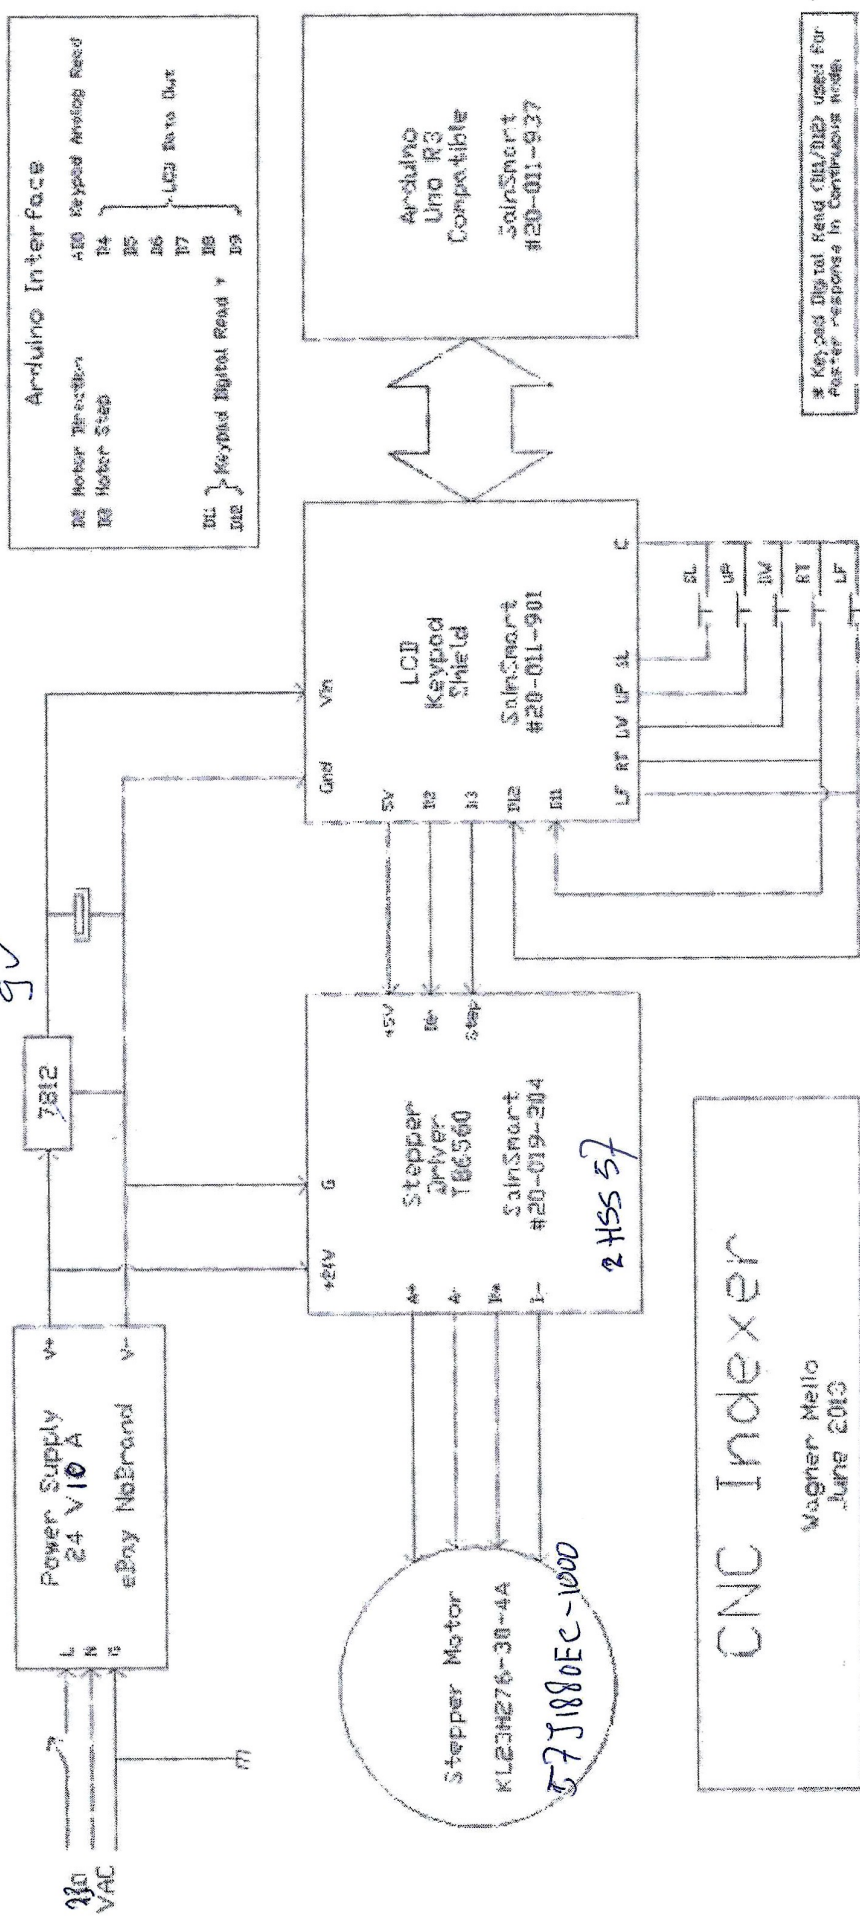 9V
220
VAC
L
N
G
Power Supply
24 V 10 A
eBay NoBrand
V+
V-
7812
+24V
G
Gnd
Vin
Stepper Motor
KL23H276-30-4A
57J1880EC-1000
A+
A-
B+
B-
Stepper
Driver
TB6560
SainSmart
#20-019-204
2HSS57
+5V
Dir
Step
5V
D2
D3
D12
D11
LCD
Keypad
Shield
SainSmart
#20-011-901
LF RT DW UP SL
C
SL
UP
DW
RT
LF
Arduino
Uno R3
Compatible
SainSmart
#20-011-937
Arduino Interface
D2 Motor Direction
D3 Motor Step
D11
D12
Keypad Digital Read *
AD0 Keypad Analog Read
D4
D5
D6
D7
D8
D9
LCD Data Out
CNC Indexer
Wagner Mello
June 2013
* Keypad Digital Read (D11/D12) used for
faster response in Continuous mode.